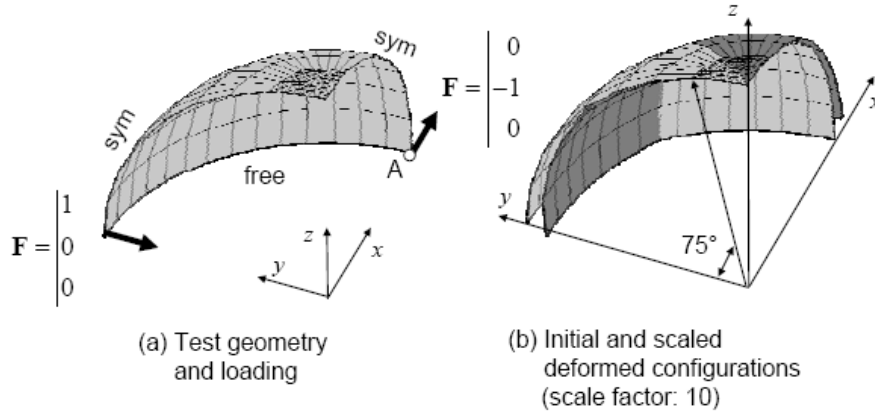 sym
sym
free
A
F = 1 0 0
z
y
x
(a) Test geometry
and loading
F = 0 −1 0
z
x
y
75°
(b) Initial and scaled
deformed configurations
(scale factor: 10)